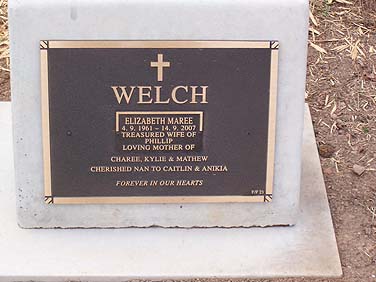 WELCH
ELIZABETH MAREE
4. 9. 1961 - 14. 9. 2007
TREASURED WIFE OF
PHILLIP
LOVING MOTHER OF
CHAREE, KYLIE & MATHEW
CHERISHED NAN TO CAITLIN & ANIKIA
FOREVER IN OUR HEARTS